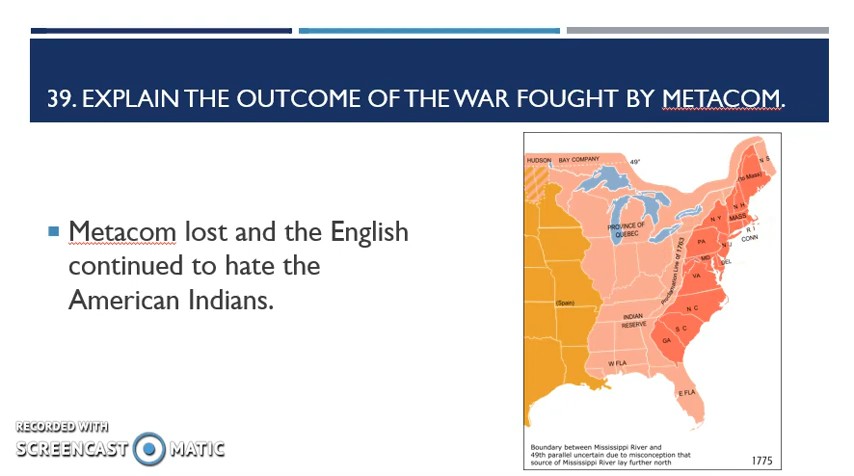 39. EXPLAIN THE OUTCOME OF THE WAR FOUGHT BY METACOM.
Metacom lost and the English
continued to hate the
American Indians.
HUDSON BAY COMPANY 49°
N S
(to Mass)
PROVINCE OF
QUEBEC
N H
N Y
MASS
R I
CONN
PA
N J
MD
DEL
Proclamation Line of 1763
VA
(Spain)
INDIAN
RESERVE
N C
S C
GA
W FLA
E FLA
Boundary between Mississippi River and
49th parallel uncertain due to misconception that
source of Mississippi River lay further north
1775
RECORDED WITH
SCREENCAST MATIC